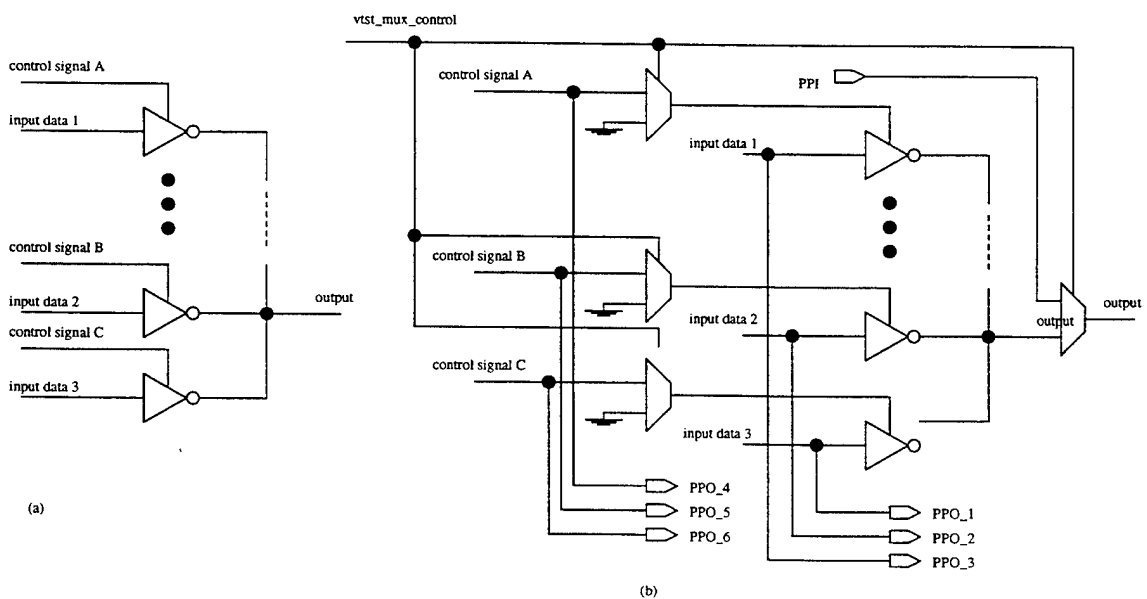 control signal A
input data 1
control signal B
input data 2
control signal C
input data 3
output
(a)
vtst_mux_control
control signal A
PPI
input data 1
control signal B
input data 2
output
output
control signal C
input data 3
PPO_4
PPO_5
PPO_6
PPO_1
PPO_2
PPO_3
(b)